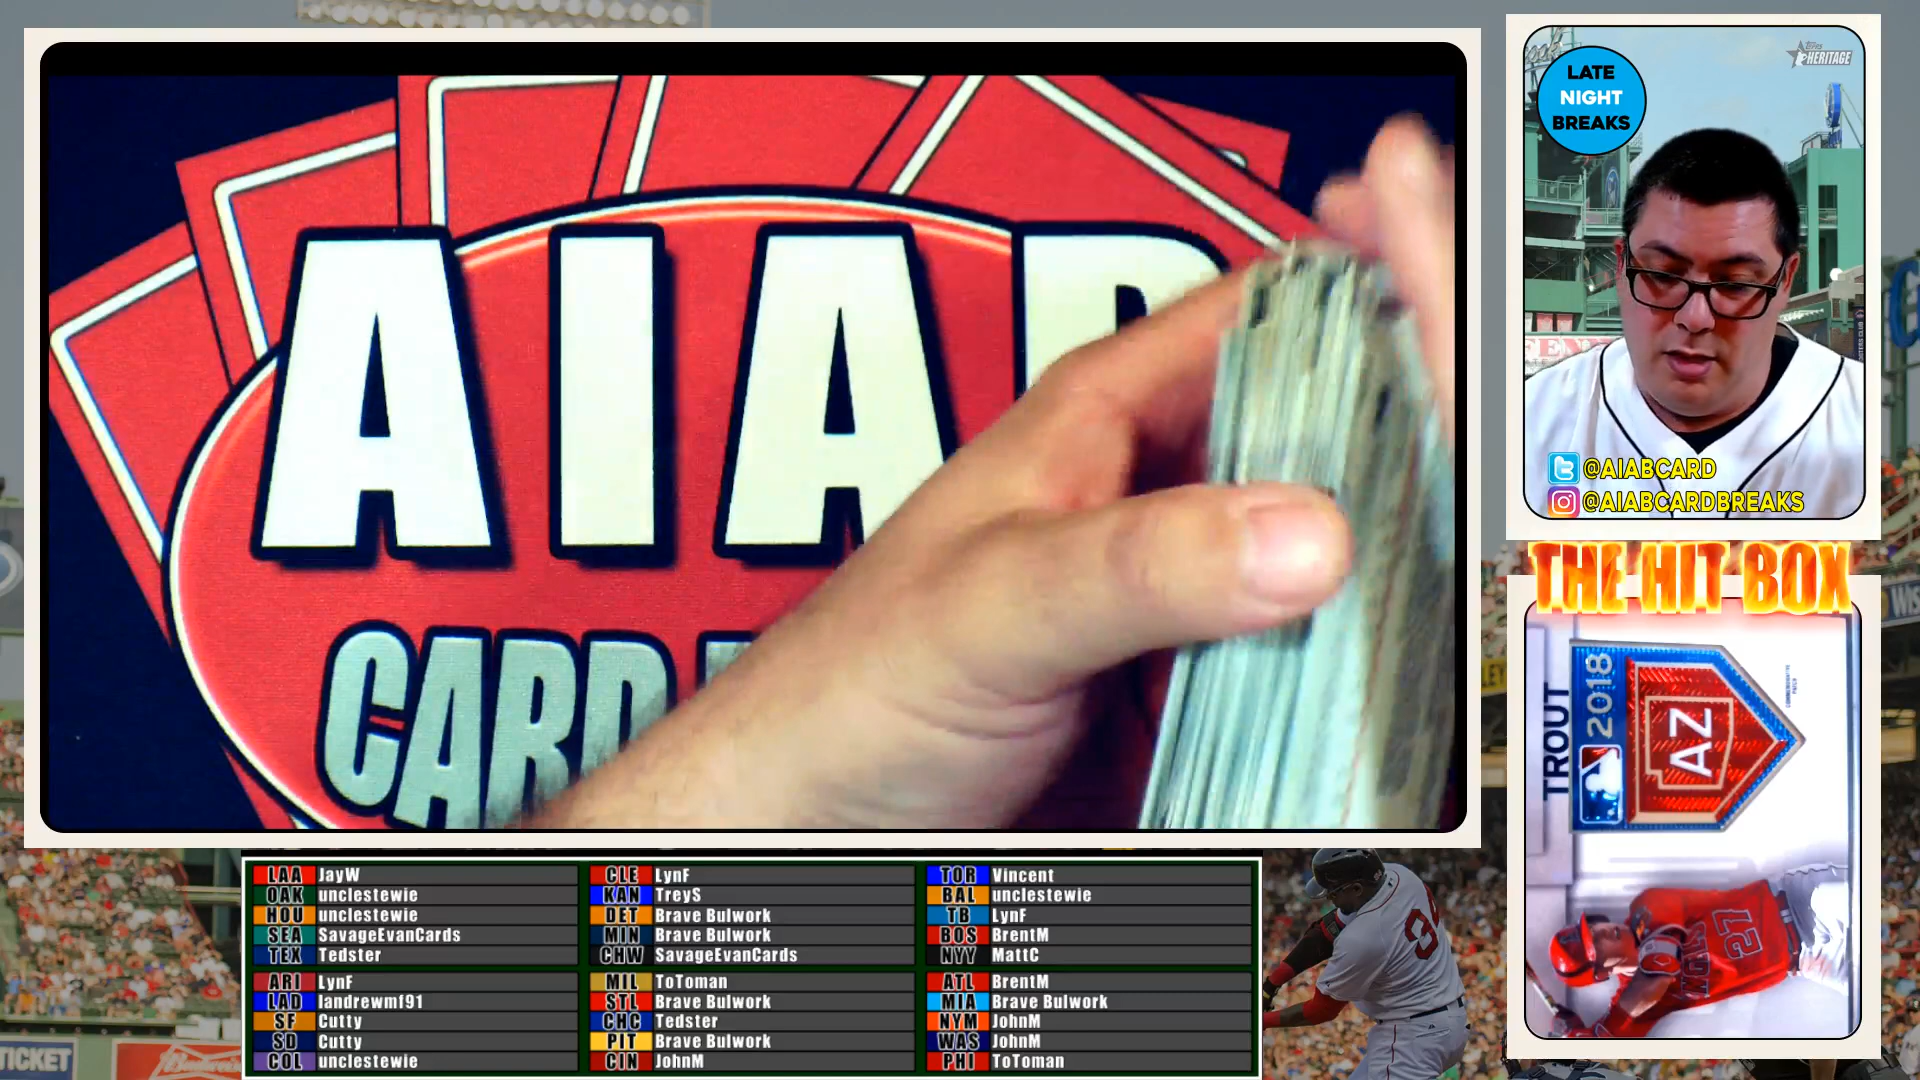 AIAB
CARD
LATE
NIGHT
BREAKS
TOPPS
HERITAGE
@AIABCARD
@AIABCARDBREAKS
THE HIT BOX
TROUT
2018
AZ
27
34
TICKET
LAA JayW
OAK unclestewie
HOU unclestewie
SEA SavageEvanCards
TEX Tedster
ARI LynF
LAD landrewmf91
SF Cutty
SD Cutty
COL unclestewie
CLE LynF
KAN TreyS
DET Brave Bulwork
MIN Brave Bulwork
CHW SavageEvanCards
MIL ToToman
STL Brave Bulwork
CHC Tedster
PIT Brave Bulwork
CIN JohnM
TOR Vincent
BAL unclestewie
TB LynF
BOS BrentM
NYY MattC
ATL BrentM
MIA Brave Bulwork
NYM JohnM
WAS JohnM
PHI ToToman